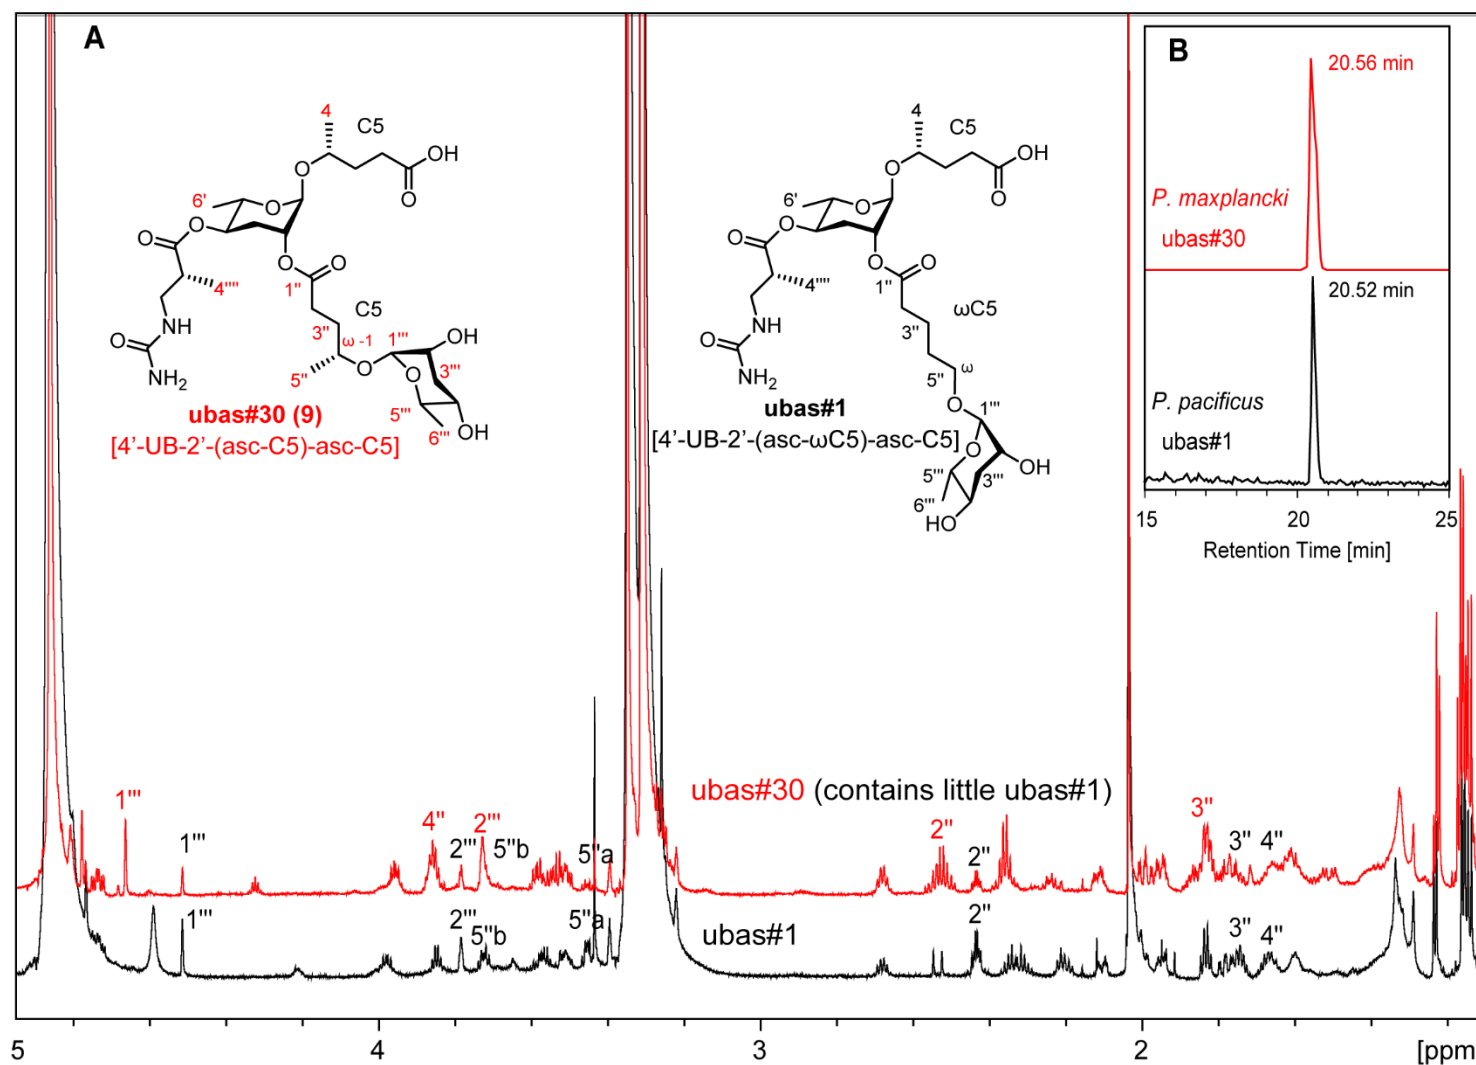 A
4
C5
OH
O
O
6'
O
O
O
O
O
4''''
1''
C5
NH
O
3''
ω -1
1'''
OH
NH₂
5''
O
O
3'''
5'''
6'''
OH
ubas#30 (9)
[4’-UB-2’-(asc-C5)-asc-C5]
4
C5
OH
O
O
6'
O
O
O
O
O
4''''
1''
ωC5
NH
O
3''
NH₂
5''
ω
O
1'''
O
OH
5'''
3'''
6'''
HO
ubas#1
[4’-UB-2’-(asc-ωC5)-asc-C5]
B
20.56 min
P. maxplancki
ubas#30
20.52 min
P. pacificus
ubas#1
15 20 25
Retention Time [min]
ubas#30 (contains little ubas#1)
1''' 1''' 4'' 2''' 2''' 5''b 5''a 2'' 2'' 3'' 3'' 4''
ubas#1
1''' 2''' 5''b 5''a 2'' 3'' 4''
5 4 3 2 [ppm